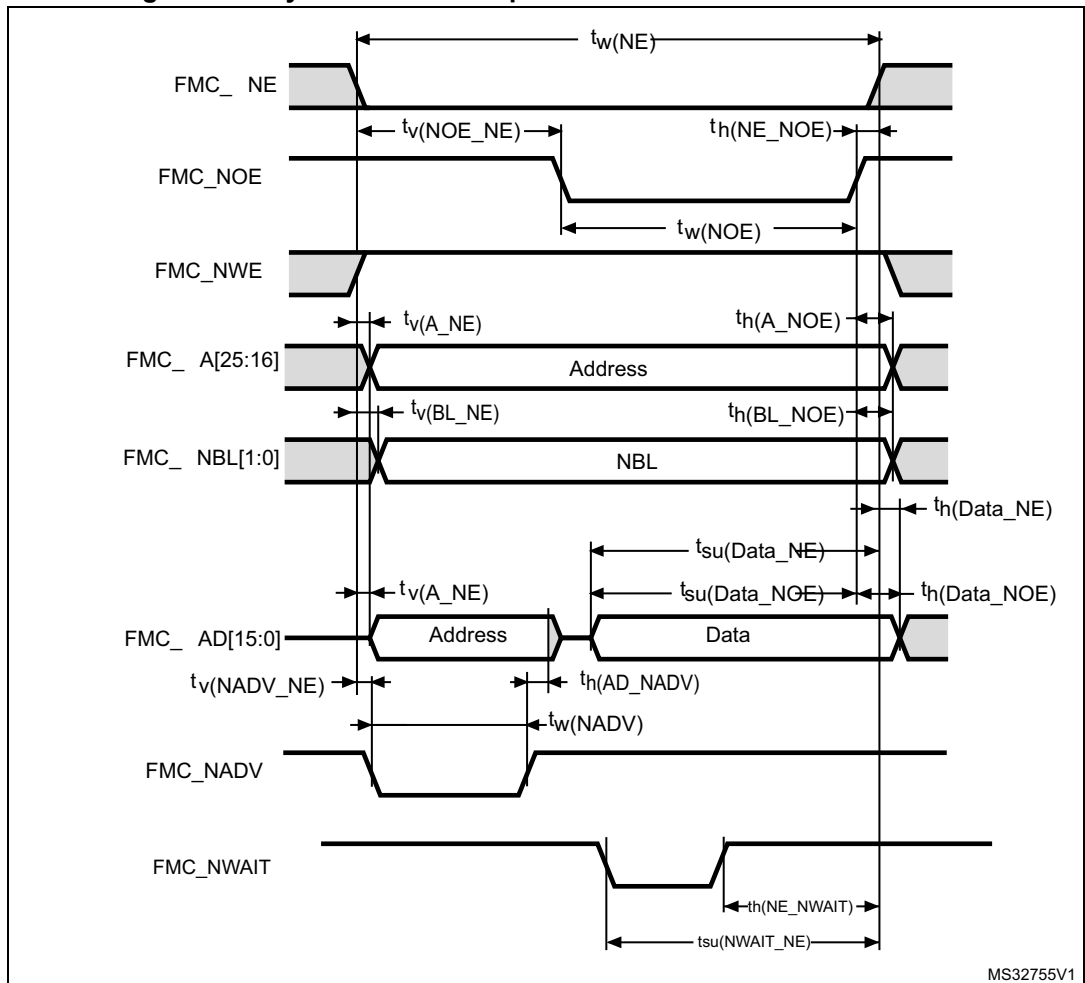 tw(NE)
FMC_ NE
tv(NOE_NE)
th(NE_NOE)
FMC_NOE
tw(NOE)
FMC_NWE
tv(A_NE)
th(A_NOE)
FMC_ A[25:16]
Address
tv(BL_NE)
th(BL_NOE)
FMC_ NBL[1:0]
NBL
th(Data_NE)
tsu(Data_NE)
tv(A_NE)
tsu(Data_NOE)
th(Data_NOE)
FMC_ AD[15:0]
Address
Data
tv(NADV_NE)
th(AD_NADV)
tw(NADV)
FMC_NADV
FMC_NWAIT
th(NE_NWAIT)
tsu(NWAIT_NE)
MS32755V1